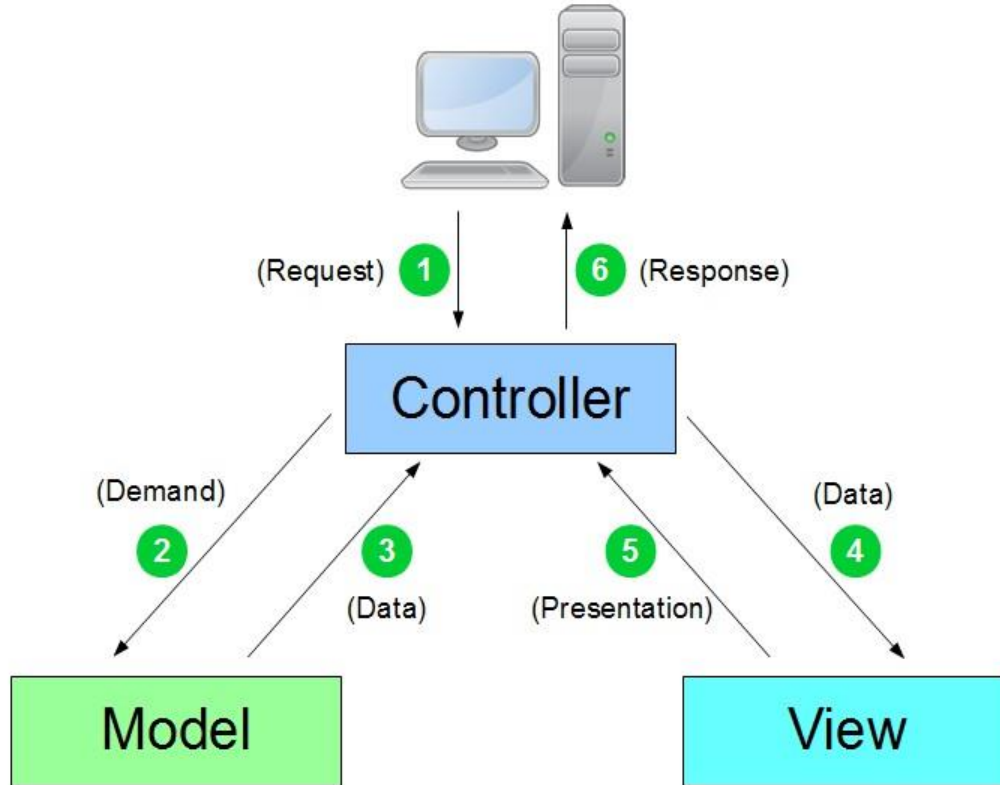 (Request) 1 6 (Response)
Controller
(Demand) (Data)
2 3 5 4
(Data) (Presentation)
Model View